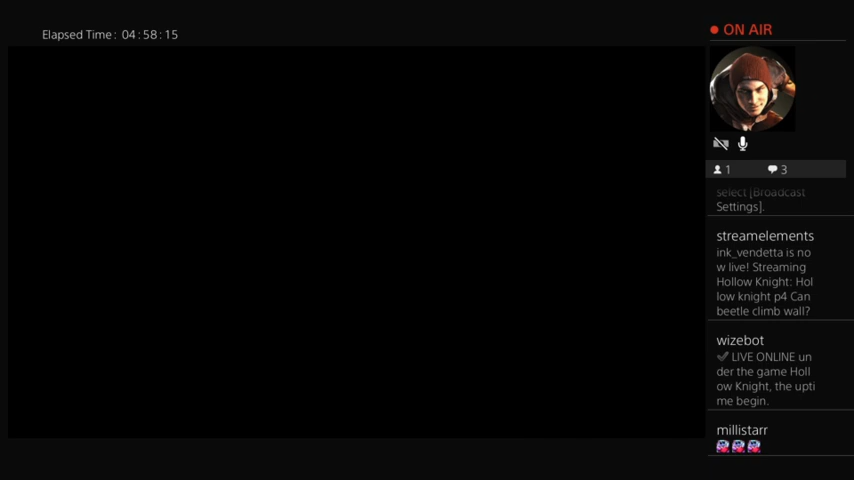 Elapsed Time: 04:58:15
ON AIR
1 3
select [Broadcast
Settings].
streamelements
ink_vendetta is no
w live! Streaming
Hollow Knight: Hol
low knight p4 Can
beetle climb wall?
wizebot
✔ LIVE ONLINE un
der the game Holl
ow Knight, the upti
me begin.
millistarr